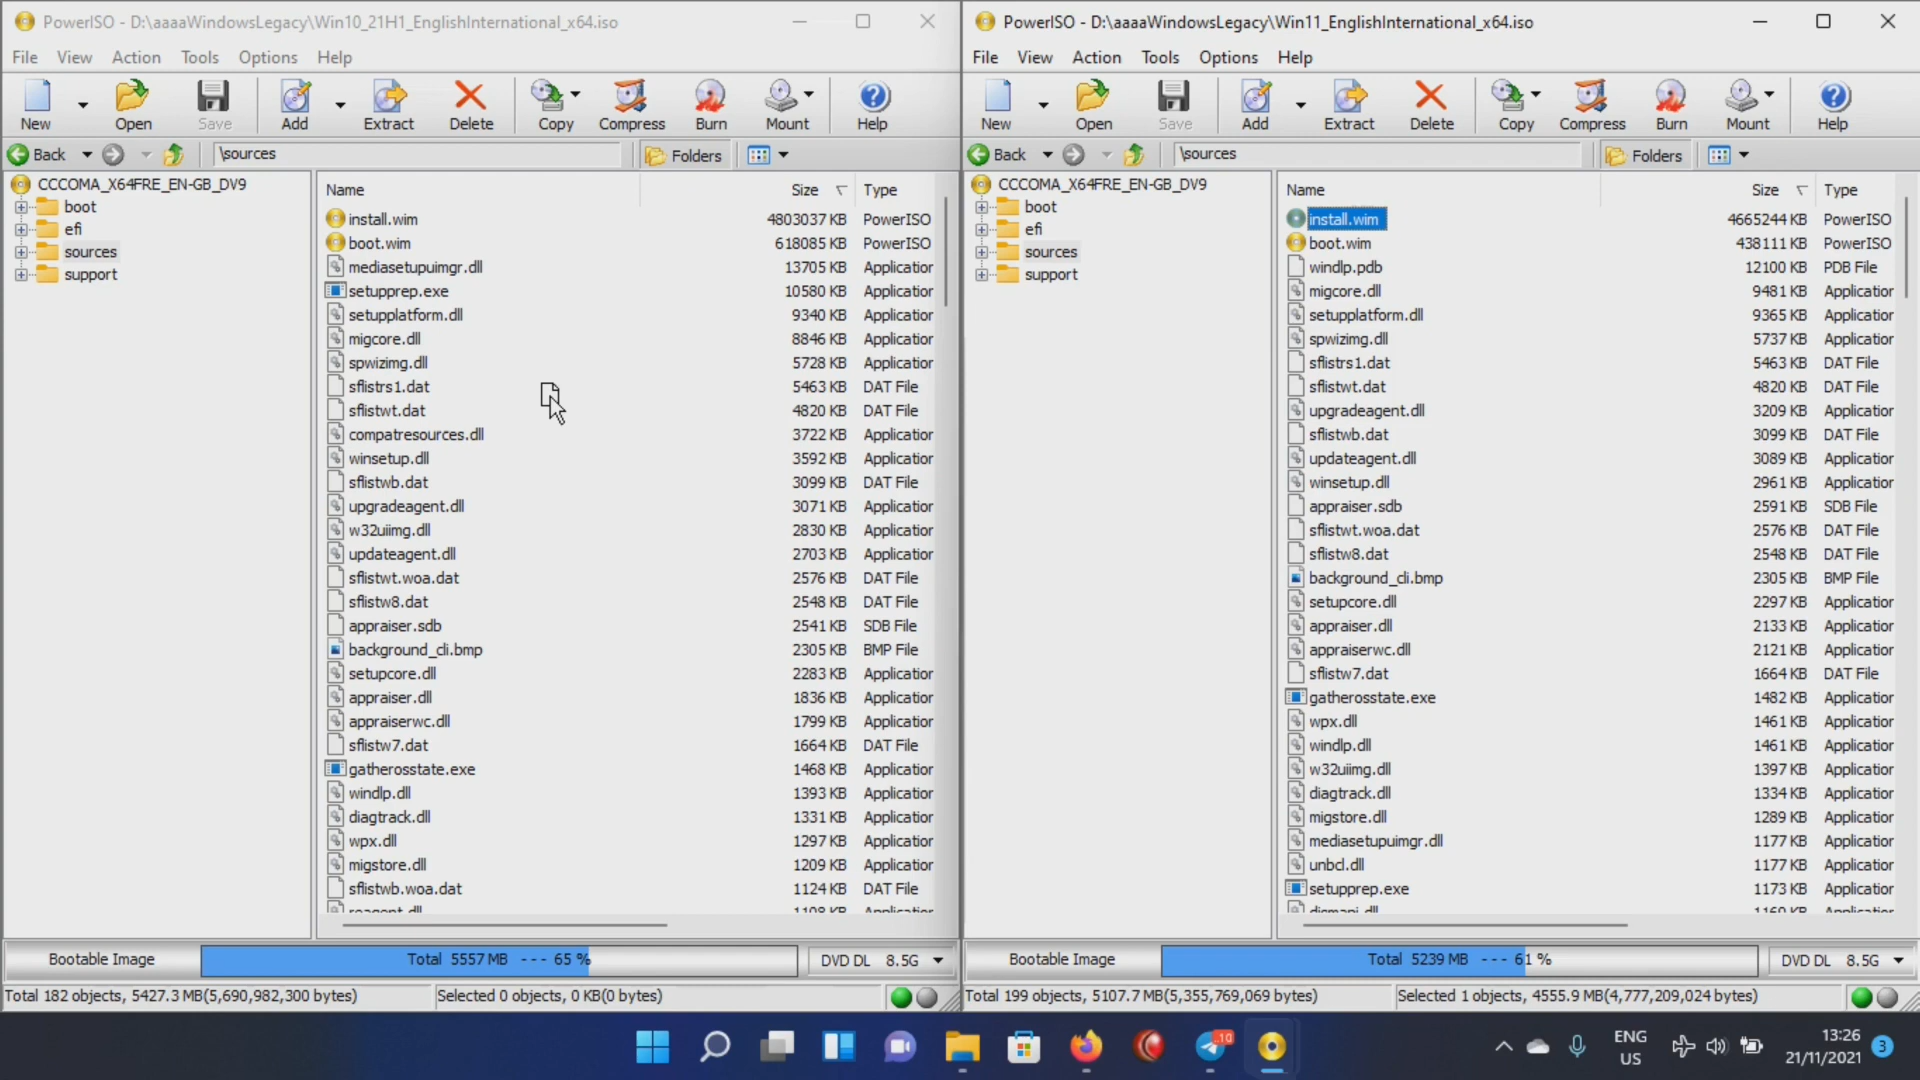 PowerISO - D:\aaaaWindowsLegacy\Win10_21H1_EnglishInternational_x64.iso
File View Action Tools Options Help
New Open Save Add Extract Delete Copy Compress Burn Mount Help
Back \sources Folders
CCCOMA_X64FRE_EN-GB_DV9
boot
efi
sources
support
Name Size Type
install.wim 4803037 KB PowerISO
boot.wim 618085 KB PowerISO
mediasetupuimgr.dll 13705 KB Application
setupprep.exe 10580 KB Application
setupplatform.dll 9340 KB Application
migcore.dll 8846 KB Application
spwizimg.dll 5728 KB Application
sflistrs1.dat 5463 KB DAT File
sflistwt.dat 4820 KB DAT File
compatresources.dll 3722 KB Application
winsetup.dll 3592 KB Application
sflistwb.dat 3099 KB DAT File
upgradeagent.dll 3071 KB Application
w32uiimg.dll 2830 KB Application
updateagent.dll 2703 KB Application
sflistwt.woa.dat 2576 KB DAT File
sflistw8.dat 2548 KB DAT File
appraiser.sdb 2541 KB SDB File
background_cli.bmp 2305 KB BMP File
setupcore.dll 2283 KB Application
appraiser.dll 1836 KB Application
appraiserwc.dll 1799 KB Application
sflistw7.dat 1664 KB DAT File
gatherosstate.exe 1468 KB Application
windlp.dll 1393 KB Application
diagtrack.dll 1331 KB Application
wpx.dll 1297 KB Application
migstore.dll 1209 KB Application
sflistwb.woa.dat 1124 KB DAT File
Bootable Image Total 5557 MB --- 65 % DVD DL 8.5G
Total 182 objects, 5427.3 MB(5,690,982,300 bytes) Selected 0 objects, 0 KB(0 bytes)
PowerISO - D:\aaaaWindowsLegacy\Win11_EnglishInternational_x64.iso
File View Action Tools Options Help
New Open Save Add Extract Delete Copy Compress Burn Mount Help
Back \sources Folders
CCCOMA_X64FRE_EN-GB_DV9
boot
efi
sources
support
Name Size Type
install.wim 4665244 KB PowerISO
boot.wim 438111 KB PowerISO
windlp.pdb 12100 KB PDB File
migcore.dll 9481 KB Application
setupplatform.dll 9365 KB Application
spwizimg.dll 5737 KB Application
sflistrs1.dat 5463 KB DAT File
sflistwt.dat 4820 KB DAT File
upgradeagent.dll 3209 KB Application
sflistwb.dat 3099 KB DAT File
updateagent.dll 3089 KB Application
winsetup.dll 2961 KB Application
appraiser.sdb 2591 KB SDB File
sflistwt.woa.dat 2576 KB DAT File
sflistw8.dat 2548 KB DAT File
background_cli.bmp 2305 KB BMP File
setupcore.dll 2297 KB Application
appraiser.dll 2133 KB Application
appraiserwc.dll 2121 KB Application
sflistw7.dat 1664 KB DAT File
gatherosstate.exe 1482 KB Application
wpx.dll 1461 KB Application
windlp.dll 1461 KB Application
w32uiimg.dll 1397 KB Application
diagtrack.dll 1334 KB Application
migstore.dll 1289 KB Application
mediasetupuimgr.dll 1177 KB Application
unbcl.dll 1177 KB Application
setupprep.exe 1173 KB Application
Bootable Image Total 5239 MB --- 61 % DVD DL 8.5G
Total 199 objects, 5107.7 MB(5,355,769,069 bytes) Selected 1 objects, 4555.9 MB(4,777,209,024 bytes)
10
ENG
US
13:26
21/11/2021
3